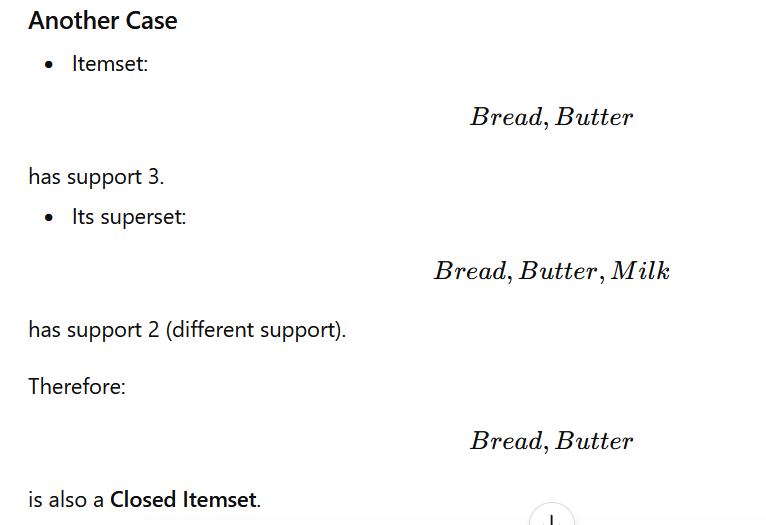 Another Case
• Itemset:
Bread, Butter
has support 3.
• Its superset:
Bread, Butter, Milk
has support 2 (different support).
Therefore:
Bread, Butter
is also a Closed Itemset.